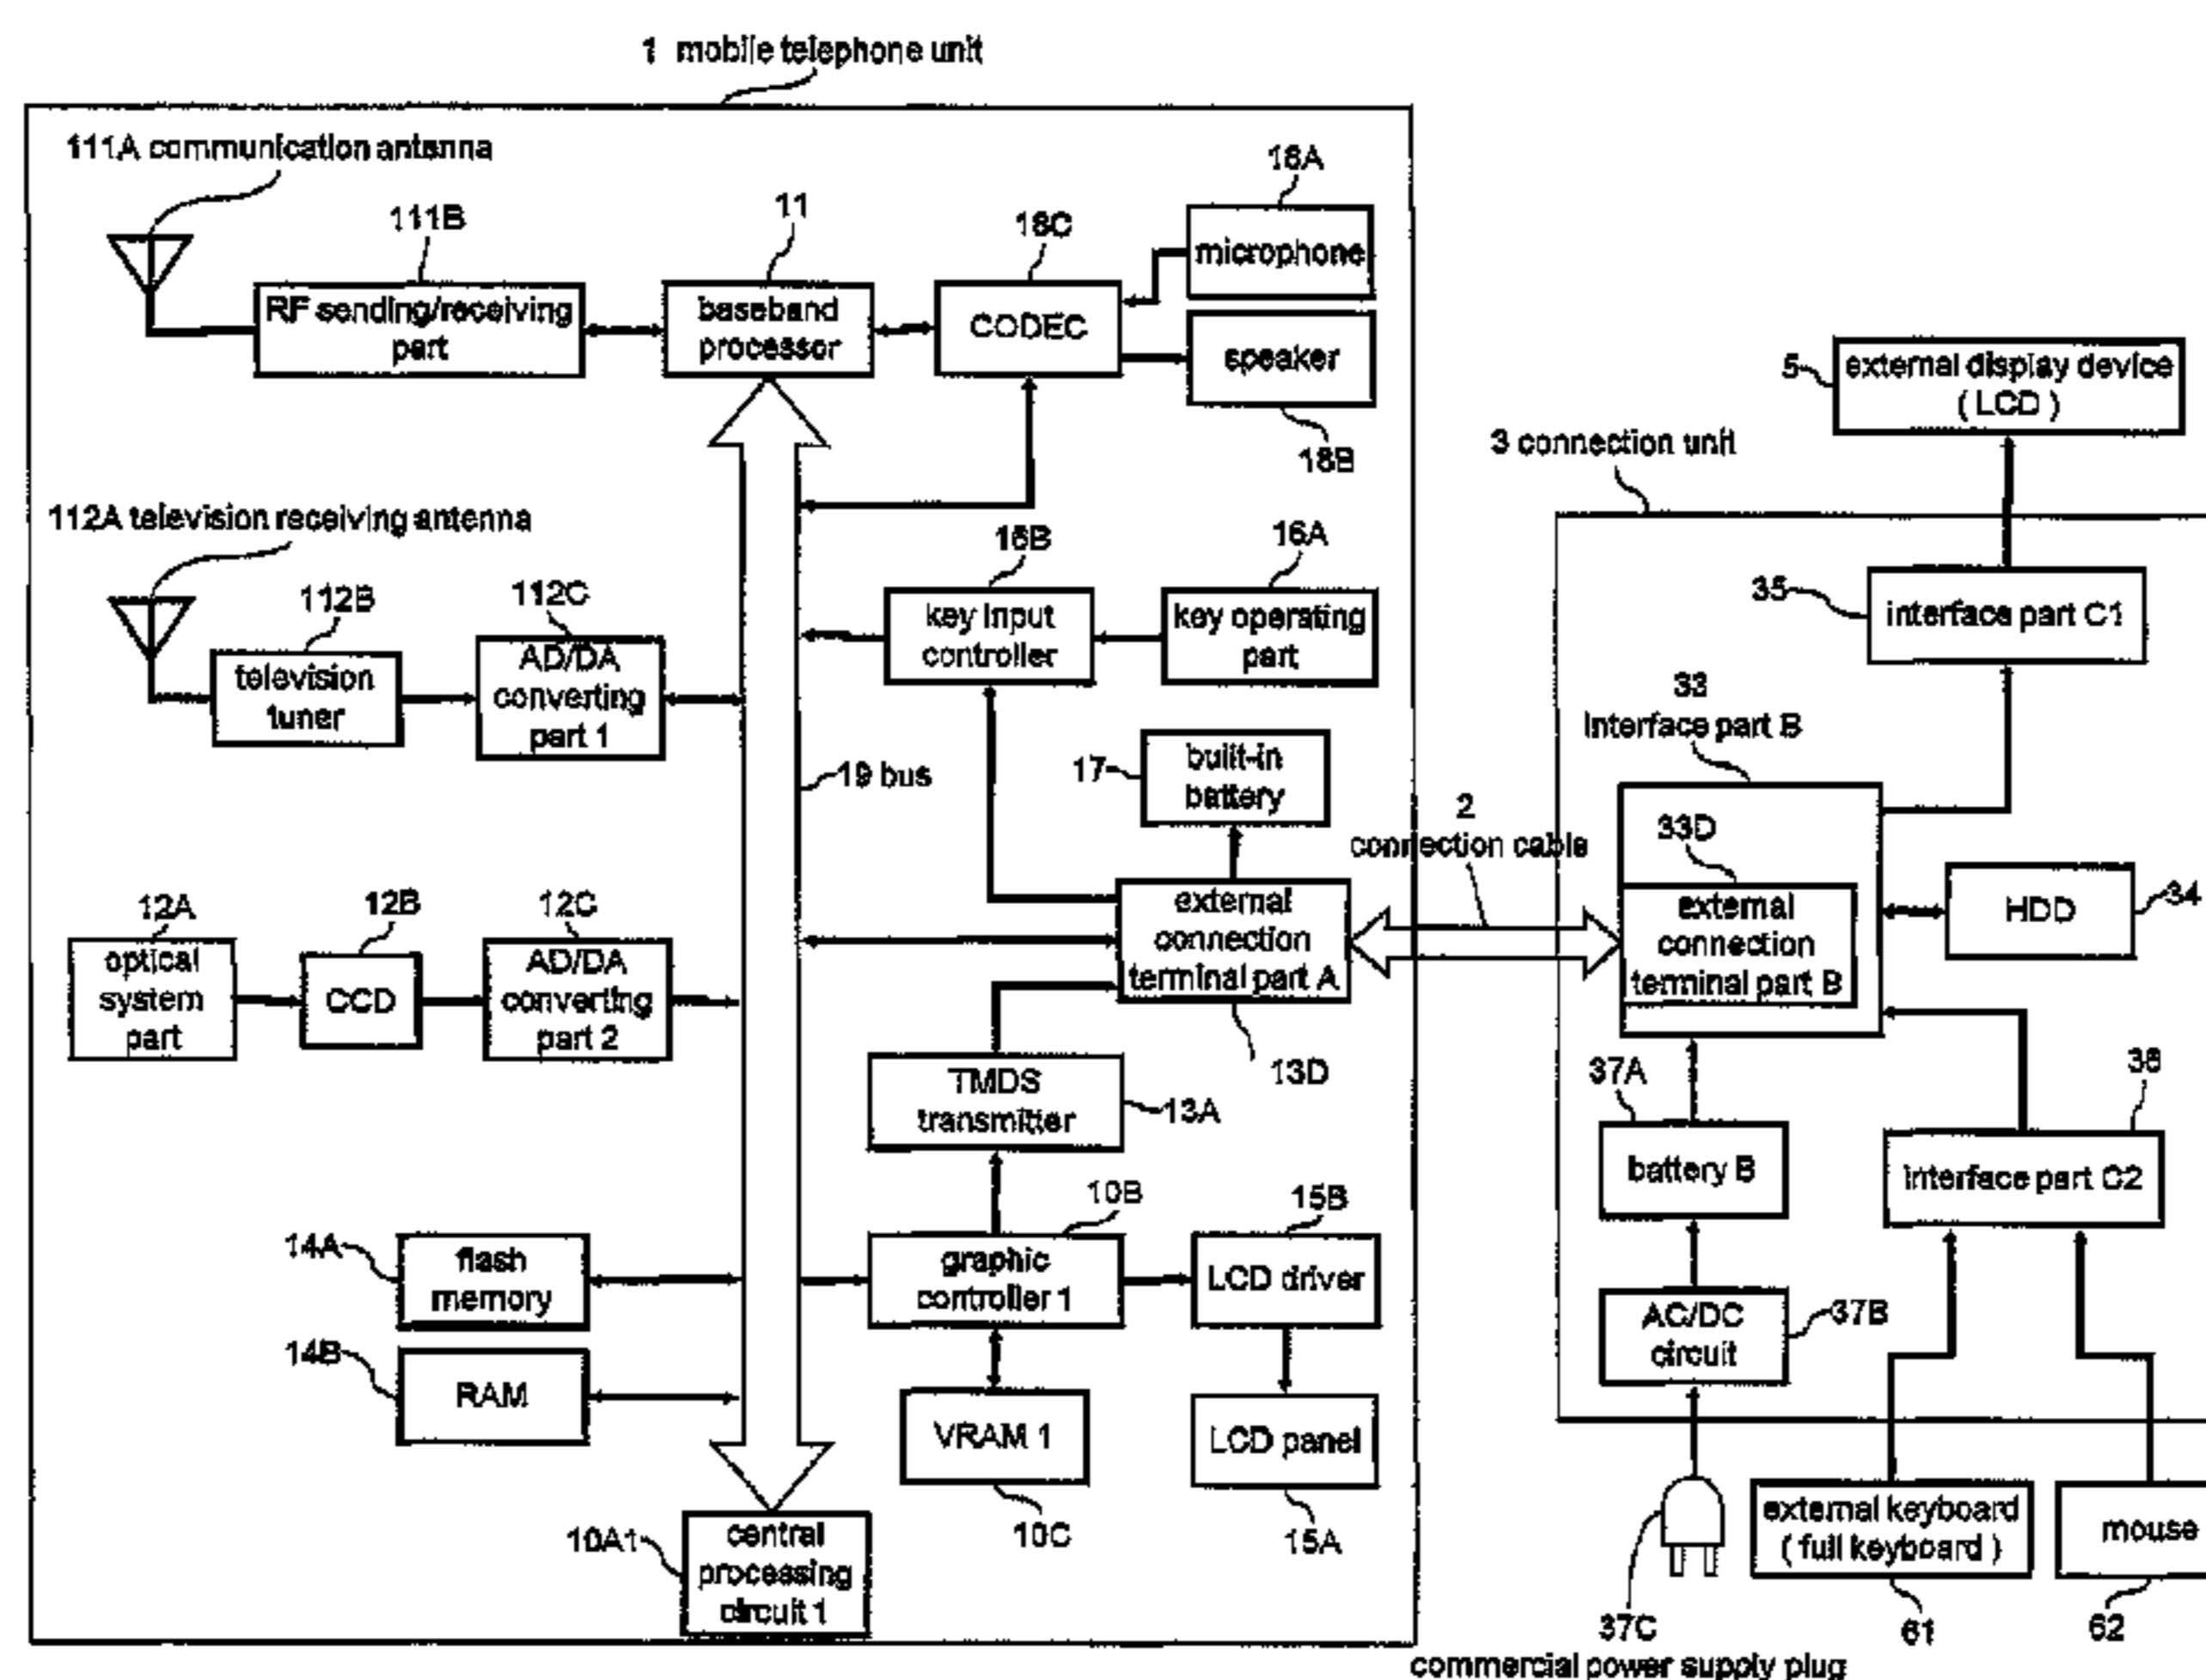 1 mobile telephone unit
111A communication antenna
111B
11
18C
18A
RF sending/receiving
part
baseband
processor
CODEC
microphone
speaker
18B
5
external display device
( LCD )
3 connection unit
112A television receiving antenna
112B
112C
television
tuner
AD/DA
converting
part 1
16B
16A
key input
controller
key operating
part
35
interface part C1
33
interface part B
19 bus
17
built-in
battery
2
connection cable
33D
external
connection
terminal part A
13D
external
connection
terminal part B
HDD
34
12A
12B
12C
optical
system
part
CCD
AD/DA
converting
part 2
TMDS
transmitter
13A
37A
battery B
36
interface part C2
10B
15B
14A
flash
memory
graphic
controller 1
LCD driver
AC/DC
circuit
37B
14B
RAM
VRAM 1
LCD panel
10C
15A
10A1
central
processing
circuit 1
external keyboard
( full keyboard )
mouse
37C
commercial power supply plug
61
62